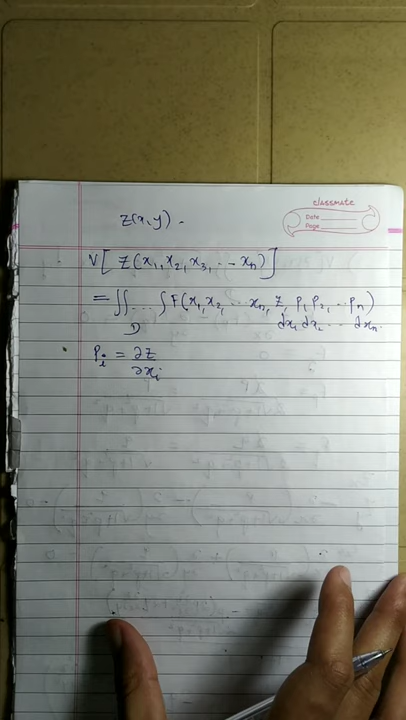 classmate
Date
Page
z(x,y).
V[ Z(x₁, x₂, x₃, ... xₙ)]
= ∬ ... ∫ F(x₁, x₂, ... xₙ, z, p₁ p₂, ... pₙ)
D dx₁ dx₂ ... dxₙ.
pᵢ = ∂z/∂xᵢ